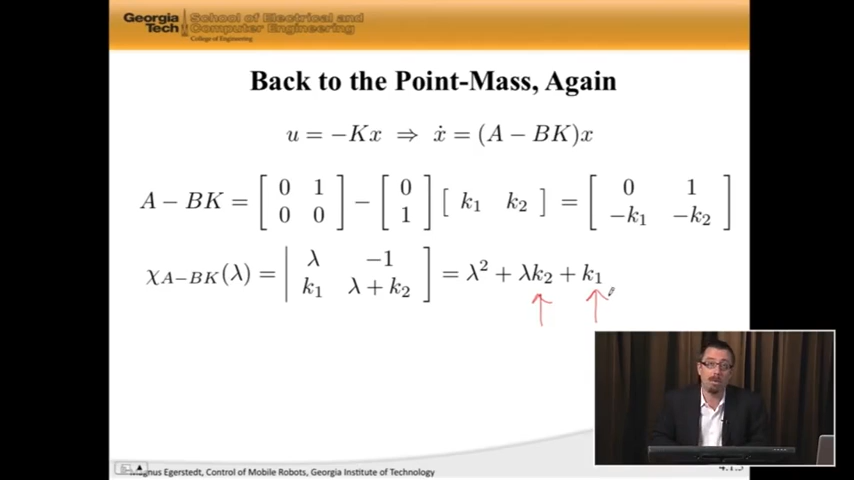 Georgia Tech
School of Electrical and Computer Engineering
College of Engineering
Back to the Point-Mass, Again
u = −Kx ⇒ ẋ = (A − BK)x
A − BK = [ 0 1 ; 0 0 ] − [ 0 ; 1 ] [ k₁ k₂ ] = [ 0 1 ; −k₁ −k₂ ]
χ_{A−BK}(λ) = | λ −1 ; k₁ λ + k₂ ] = λ² + λk₂ + k₁
Magnus Egerstedt, Control of Mobile Robots, Georgia Institute of Technology